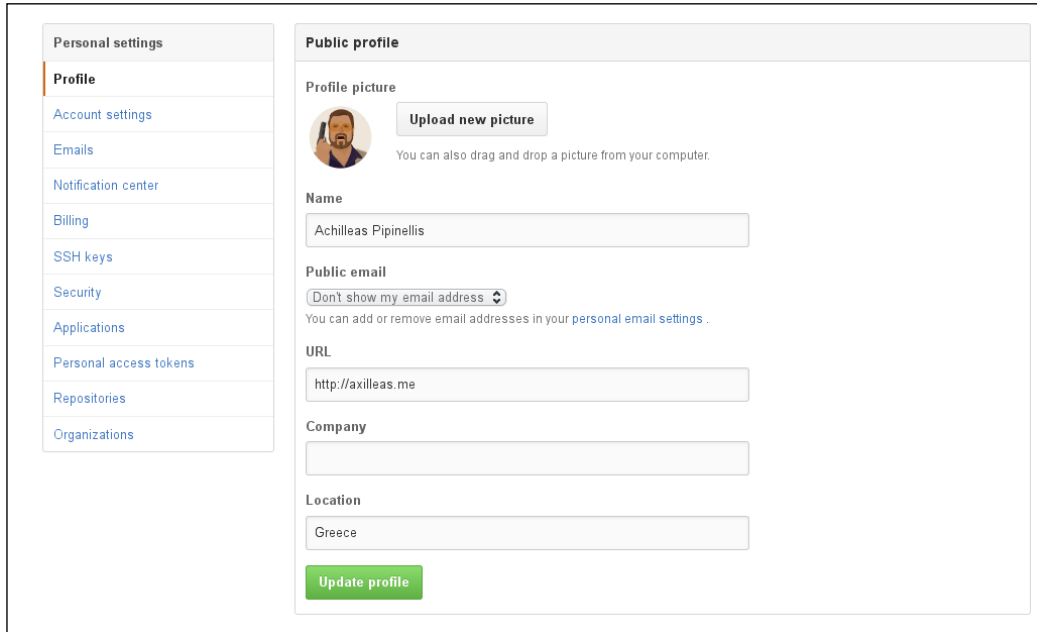 Personal settings
Profile
Account settings
Emails
Notification center
Billing
SSH keys
Security
Applications
Personal access tokens
Repositories
Organizations
Public profile
Profile picture
Upload new picture
You can also drag and drop a picture from your computer.
Name
Achilleas Pipinellis
Public email
Don't show my email address
You can add or remove email addresses in your personal email settings .
URL
http://axilleas.me
Company
Location
Greece
Update profile